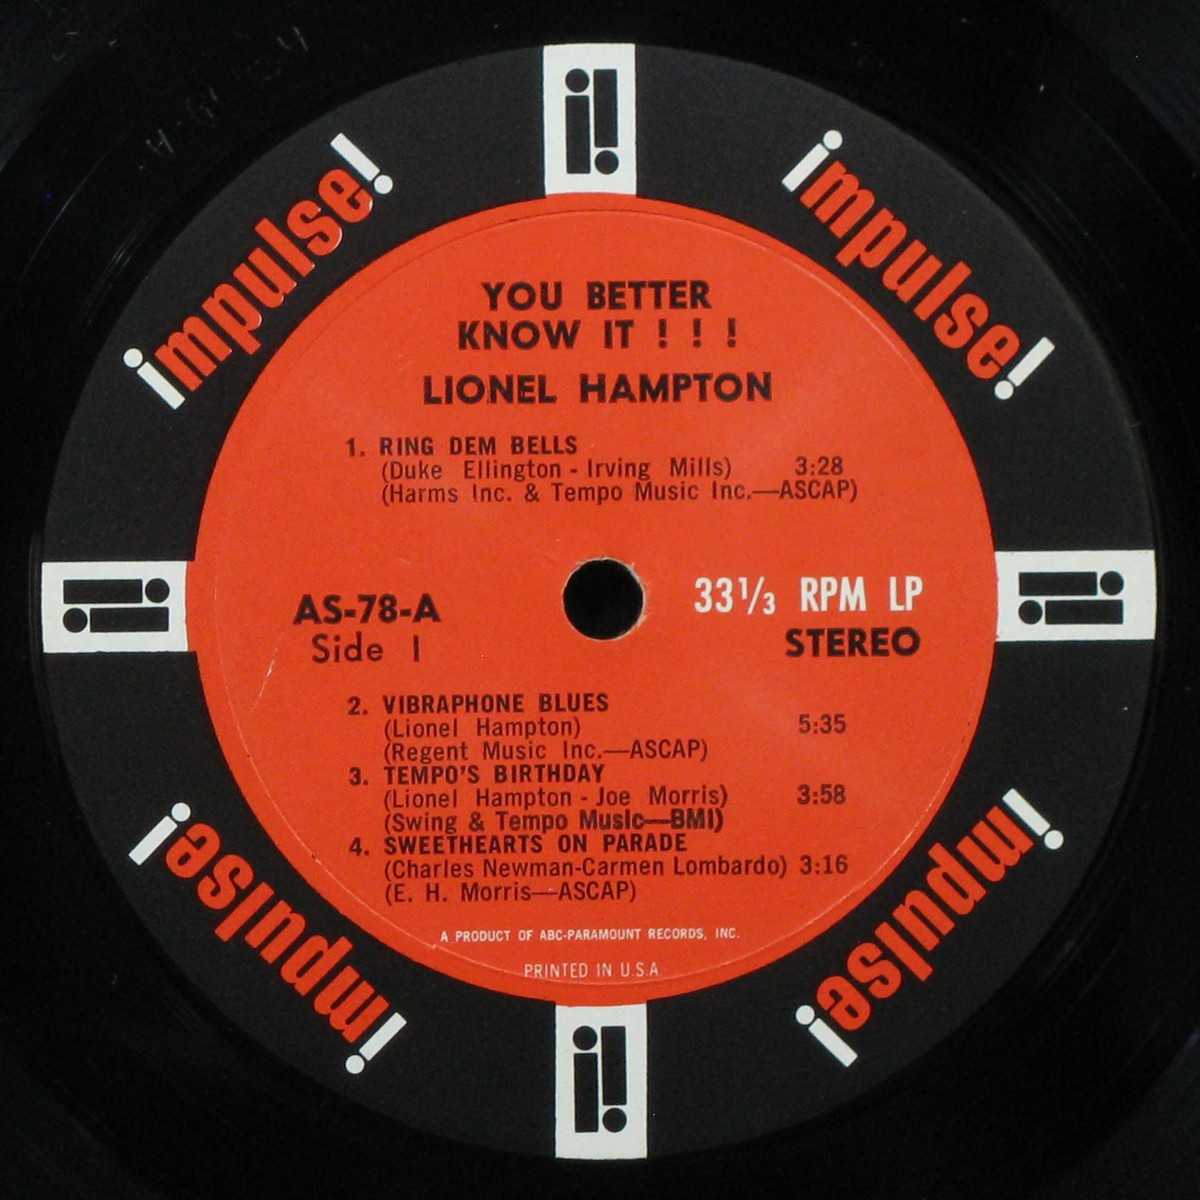 impulse!
impulse!
YOU BETTER
KNOW IT ! ! !
LIONEL HAMPTON
1. RING DEM BELLS
(Duke Ellington - Irving Mills) 3:28
(Harms Inc. & Tempo Music Inc.—ASCAP)
AS-78-A
Side 1
33⅓ RPM LP
STEREO
2. VIBRAPHONE BLUES
(Lionel Hampton) 5:35
(Regent Music Inc.—ASCAP)
3. TEMPO'S BIRTHDAY
(Lionel Hampton - Joe Morris) 3:58
(Swing & Tempo Music—BMI)
4. SWEETHEARTS ON PARADE
(Charles Newman-Carmen Lombardo) 3:16
(E. H. Morris—ASCAP)
A PRODUCT OF ABC-PARAMOUNT RECORDS, INC.
PRINTED IN U.S.A.
impulse!
impulse!